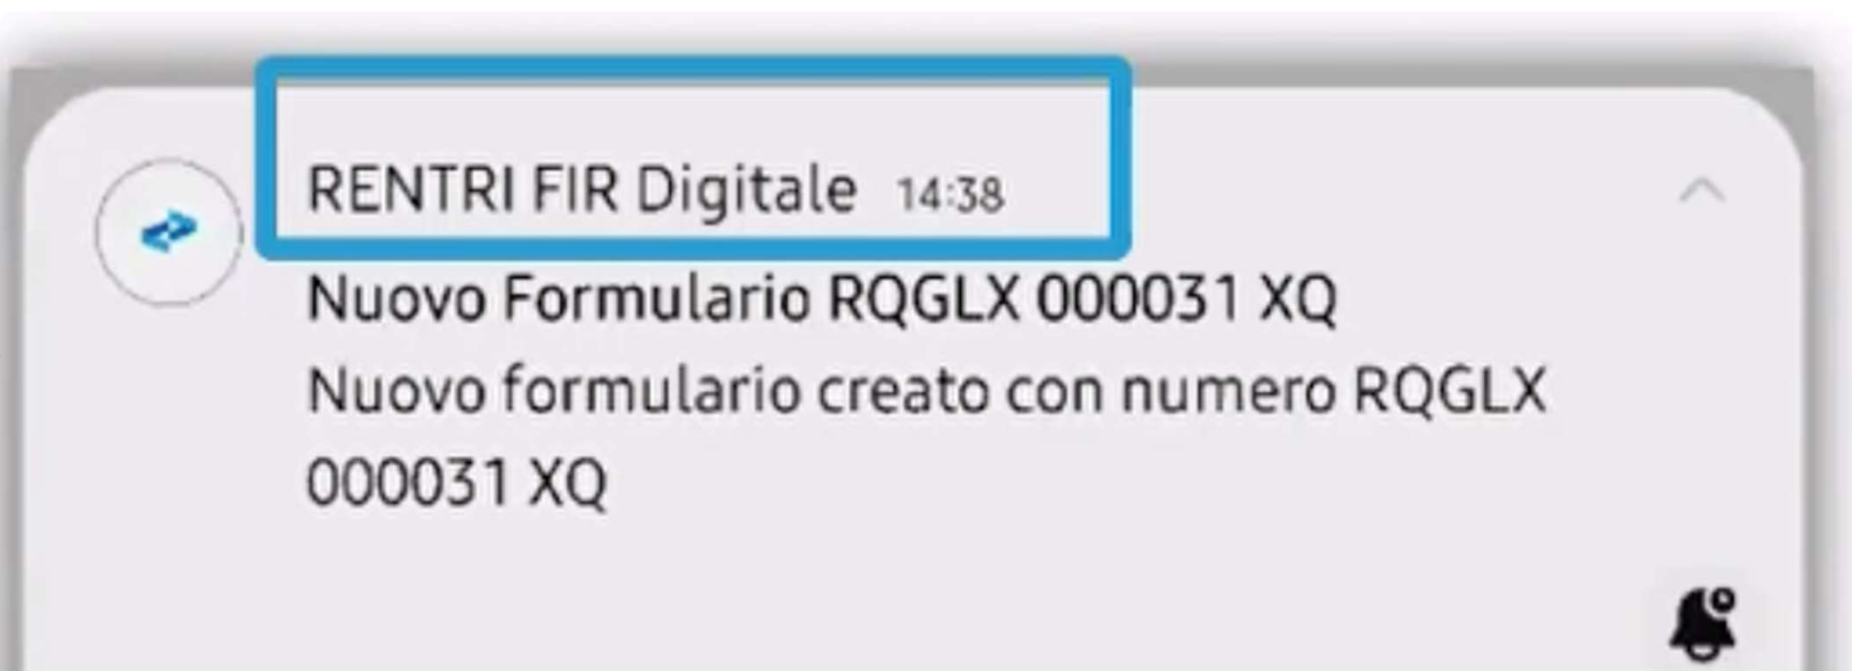 RENTRI FIR Digitale 14:38
Nuovo Formulario RQGLX 000031 XQ
Nuovo formulario creato con numero RQGLX
000031 XQ